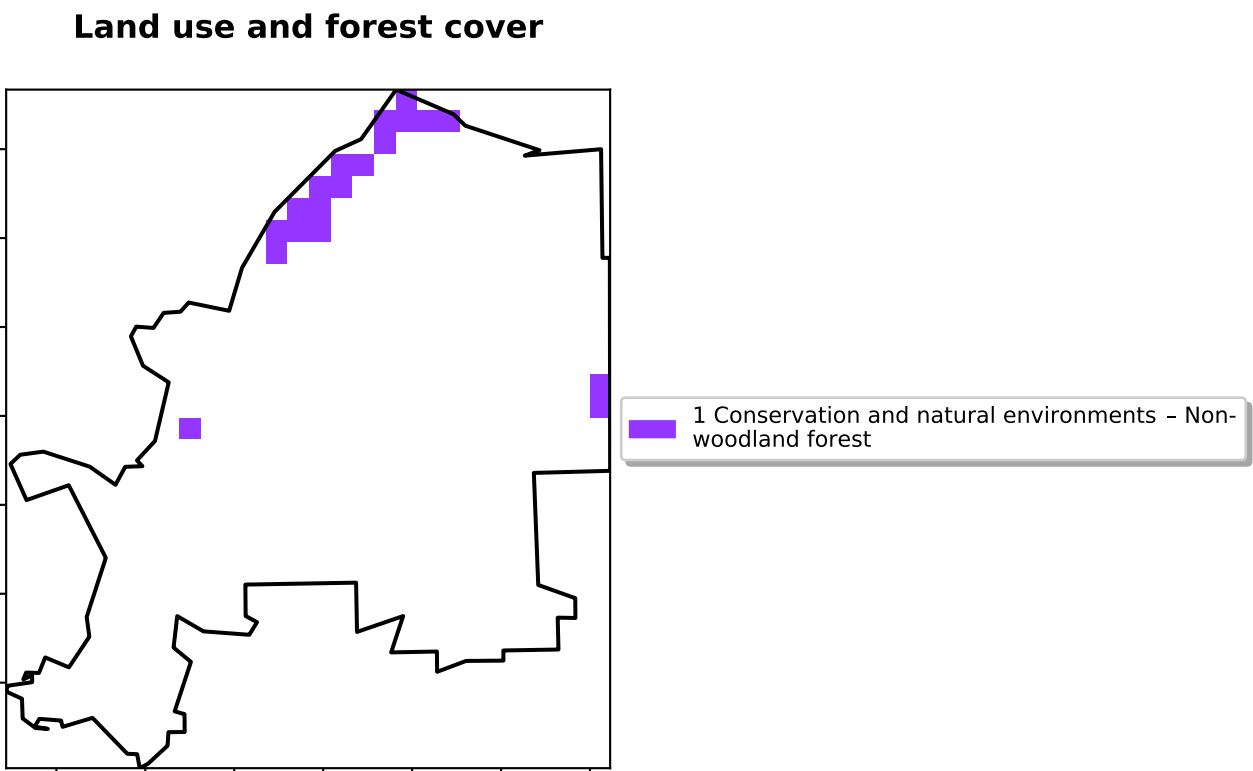 Land use and forest cover
1 Conservation and natural environments – Non-
woodland forest